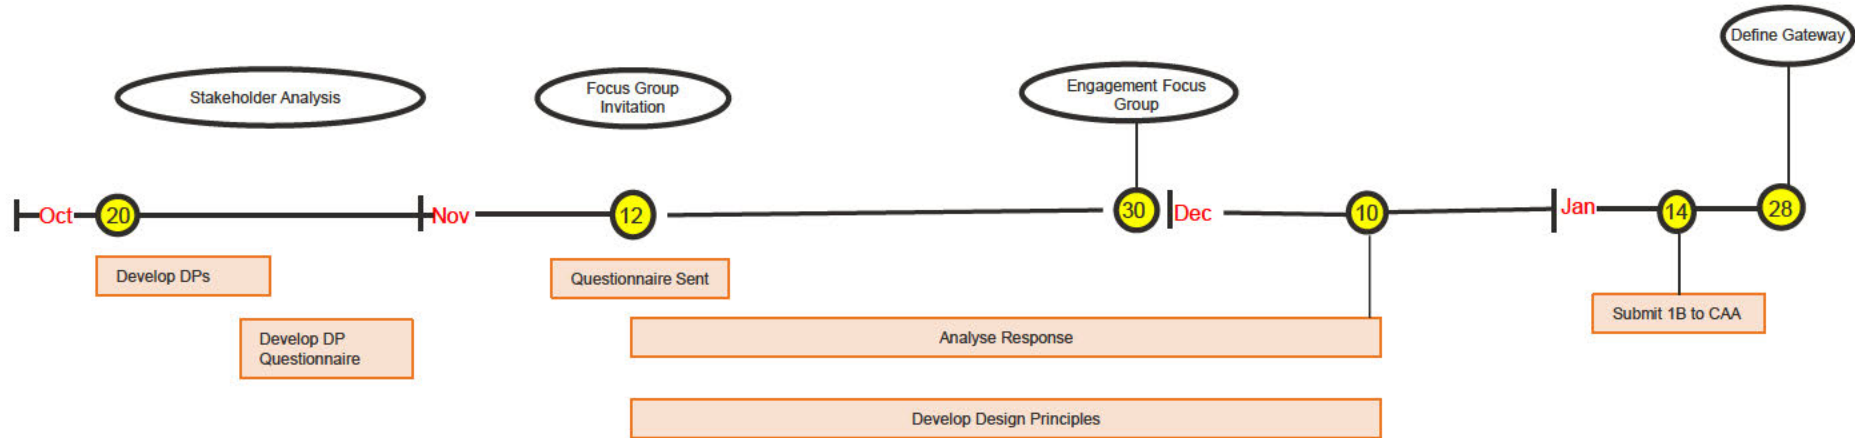 Define Gateway
Stakeholder Analysis
Focus Group
Invitation
Engagement Focus
Group
Oct
20
Nov
12
30
Dec
10
Jan
14
28
Develop DPs
Questionnaire Sent
Submit 1B to CAA
Develop DP
Questionnaire
Analyse Response
Develop Design Principles